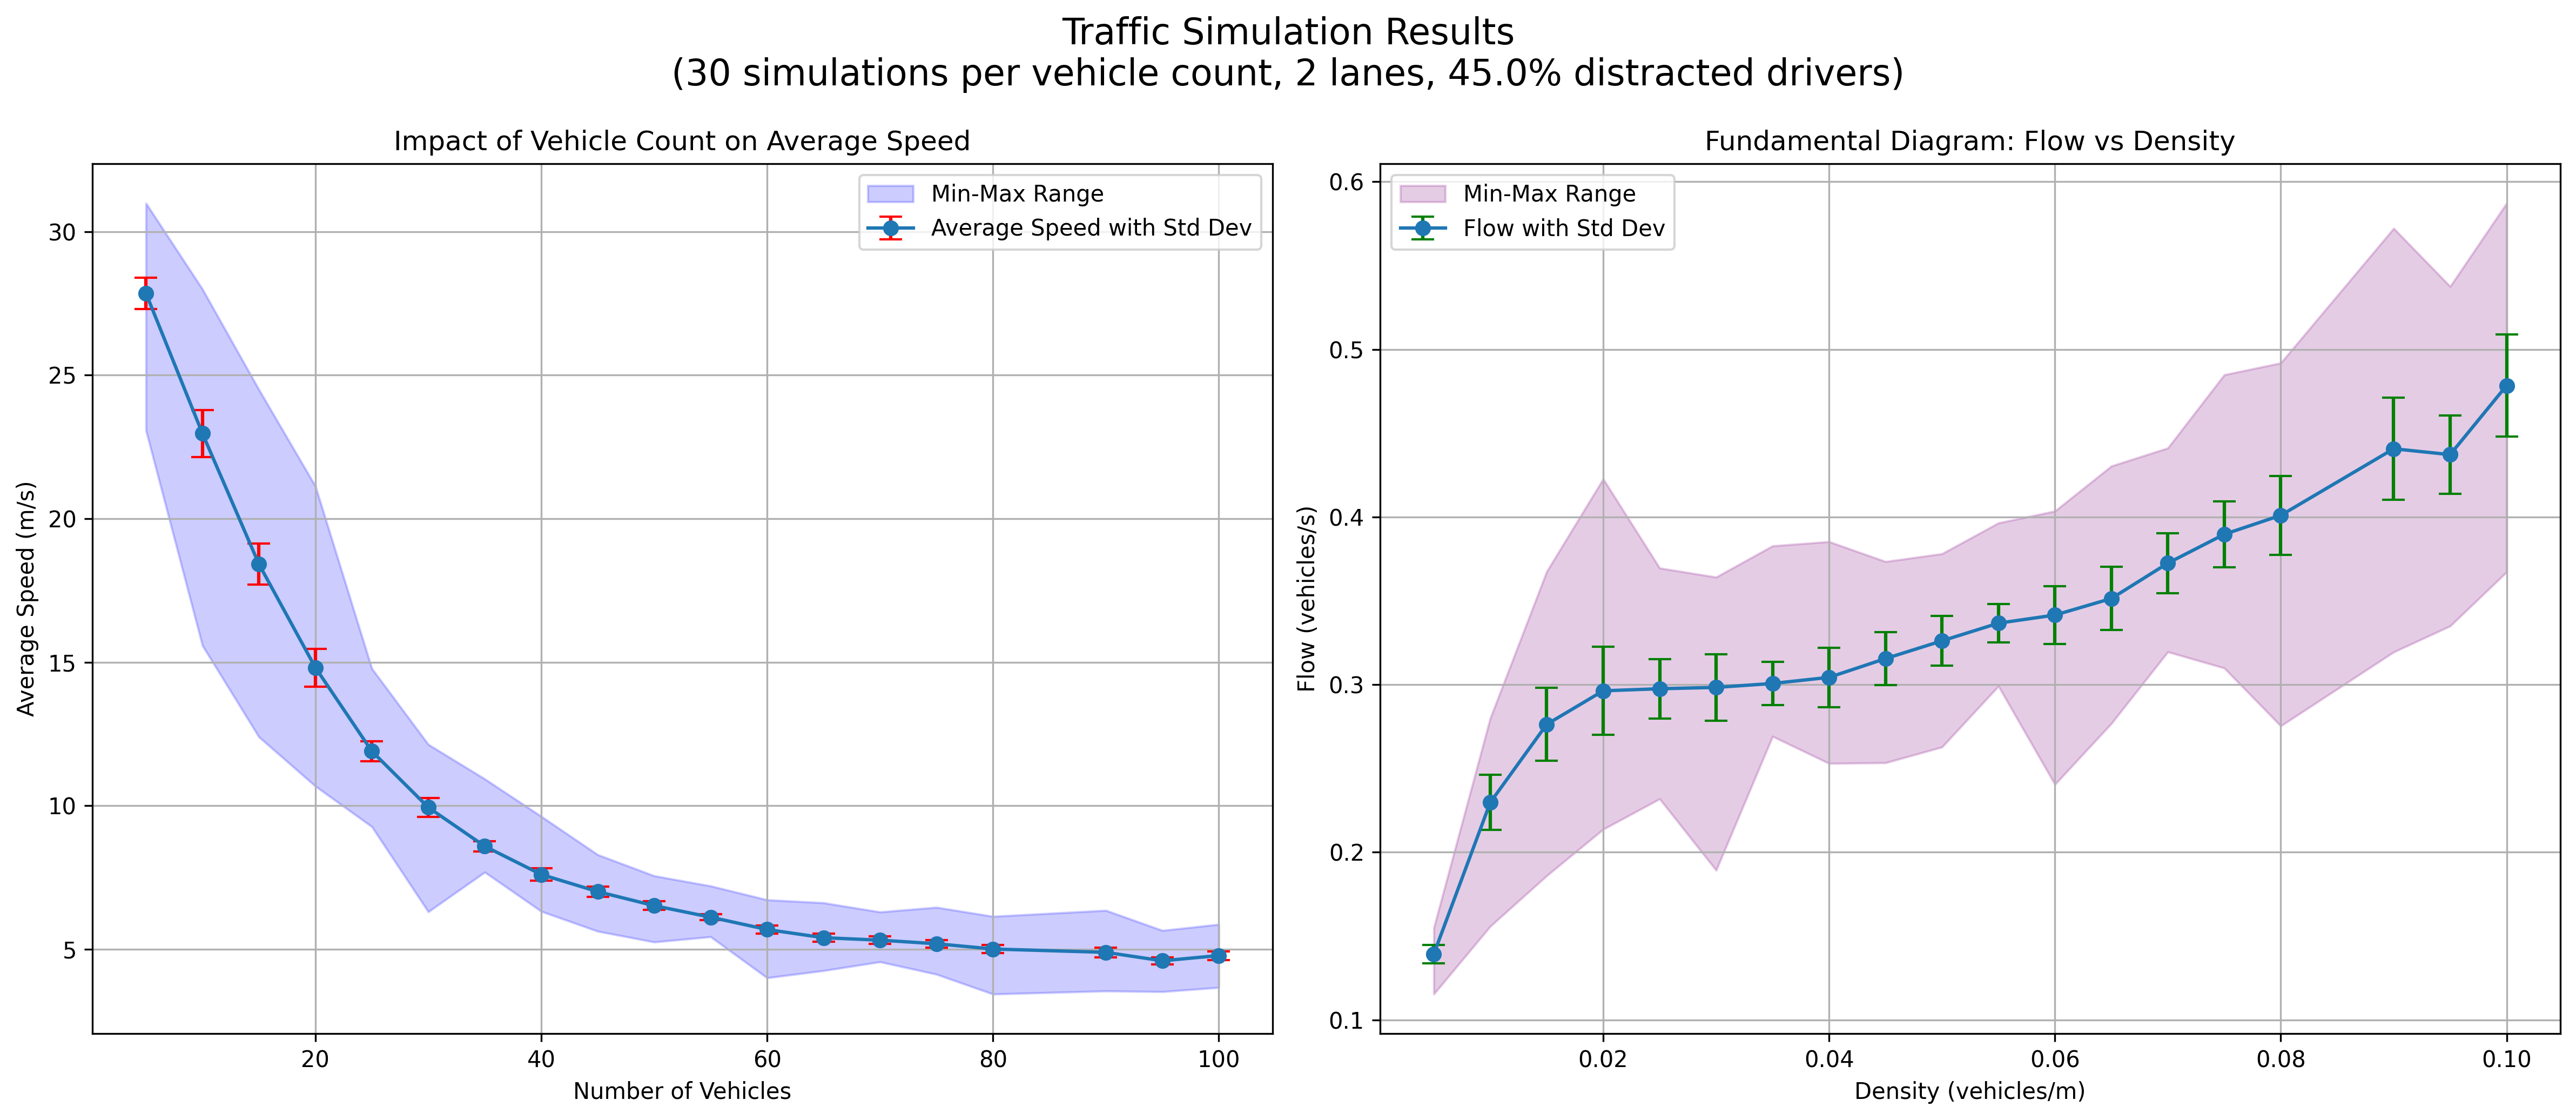 Traffic Simulation Results
(30 simulations per vehicle count, 2 lanes, 45.0% distracted drivers)
Impact of Vehicle Count on Average Speed
Min-Max Range
Average Speed with Std Dev
30
25
20
15
10
5
Average Speed (m/s)
20
40
60
80
100
Number of Vehicles
Fundamental Diagram: Flow vs Density
Min-Max Range
Flow with Std Dev
0.6
0.5
0.4
0.3
0.2
0.1
Flow (vehicles/s)
0.02
0.04
0.06
0.08
0.10
Density (vehicles/m)